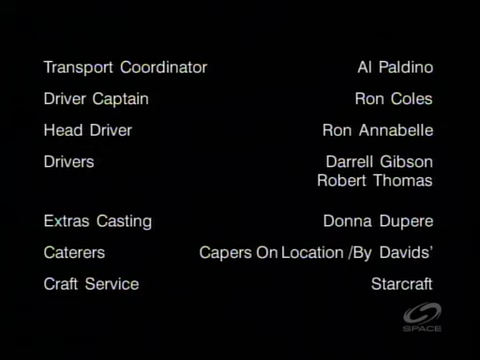 Transport Coordinator Al Paldino
Driver Captain Ron Coles
Head Driver Ron Annabelle
Drivers Darrell Gibson
Robert Thomas
Extras Casting Donna Dupere
Caterers Capers On Location /By Davids'
Craft Service Starcraft
SPACE